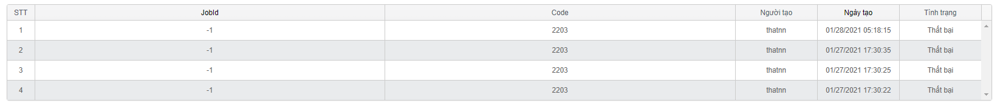 STT JobId Code Người tạo Ngày tạo Tình trạng
1 -1 2203 thatnn 01/28/2021 05:18:15 Thất bại
2 -1 2203 thatnn 01/27/2021 17:30:35 Thất bại
3 -1 2203 thatnn 01/27/2021 17:30:25 Thất bại
4 -1 2203 thatnn 01/27/2021 17:30:22 Thất bại